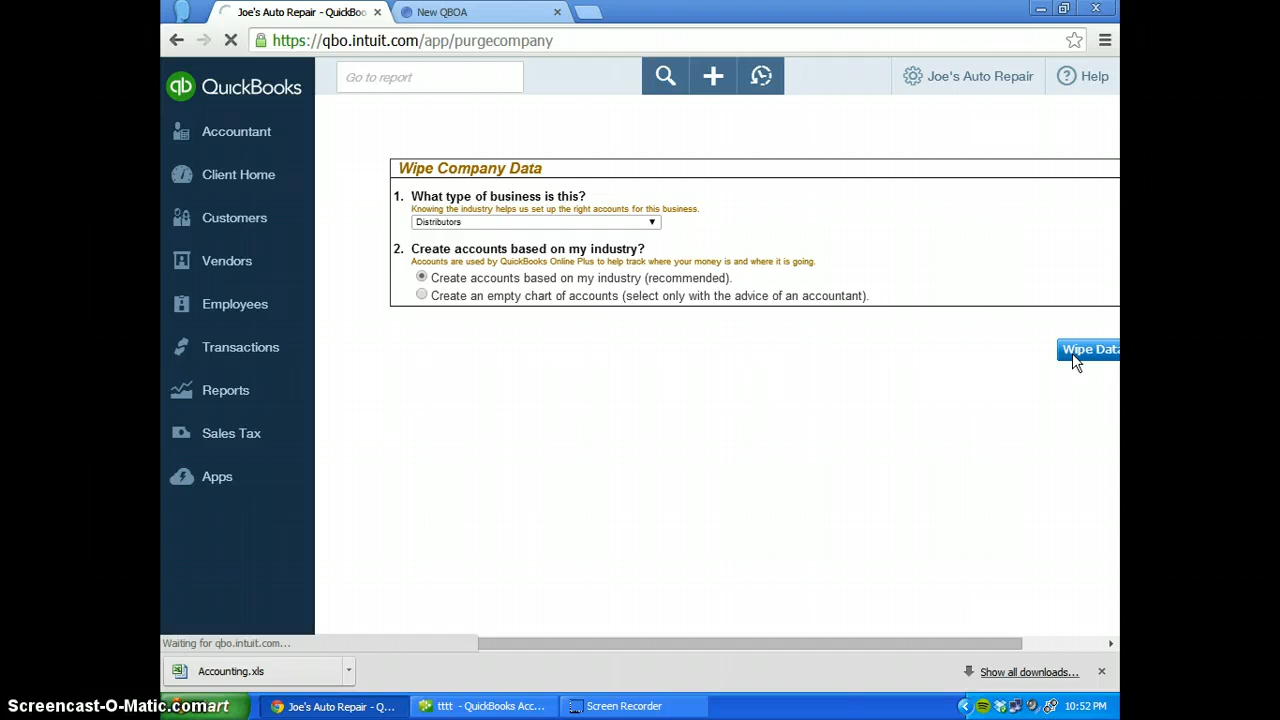 Joe's Auto Repair - QuickBoo
New QBOA
https://qbo.intuit.com/app/purgecompany
qb QuickBooks
Go to report
Joe's Auto Repair
Help
Accountant
Client Home
Customers
Vendors
Employees
Transactions
Reports
Sales Tax
Apps
Wipe Company Data
1. What type of business is this?
Knowing the industry helps us set up the right accounts for this business.
Distributors
2. Create accounts based on my industry?
Accounts are used by QuickBooks Online Plus to help track where your money is and where it is going.
Create accounts based on my industry (recommended).
Create an empty chart of accounts (select only with the advice of an accountant).
Wipe Data
Waiting for qbo.intuit.com...
Accounting.xls
Show all downloads...
Screencast-O-Matic.com
art
Joe's Auto Repair - Q...
tttt - QuickBooks Acc...
Screen Recorder
10:52 PM